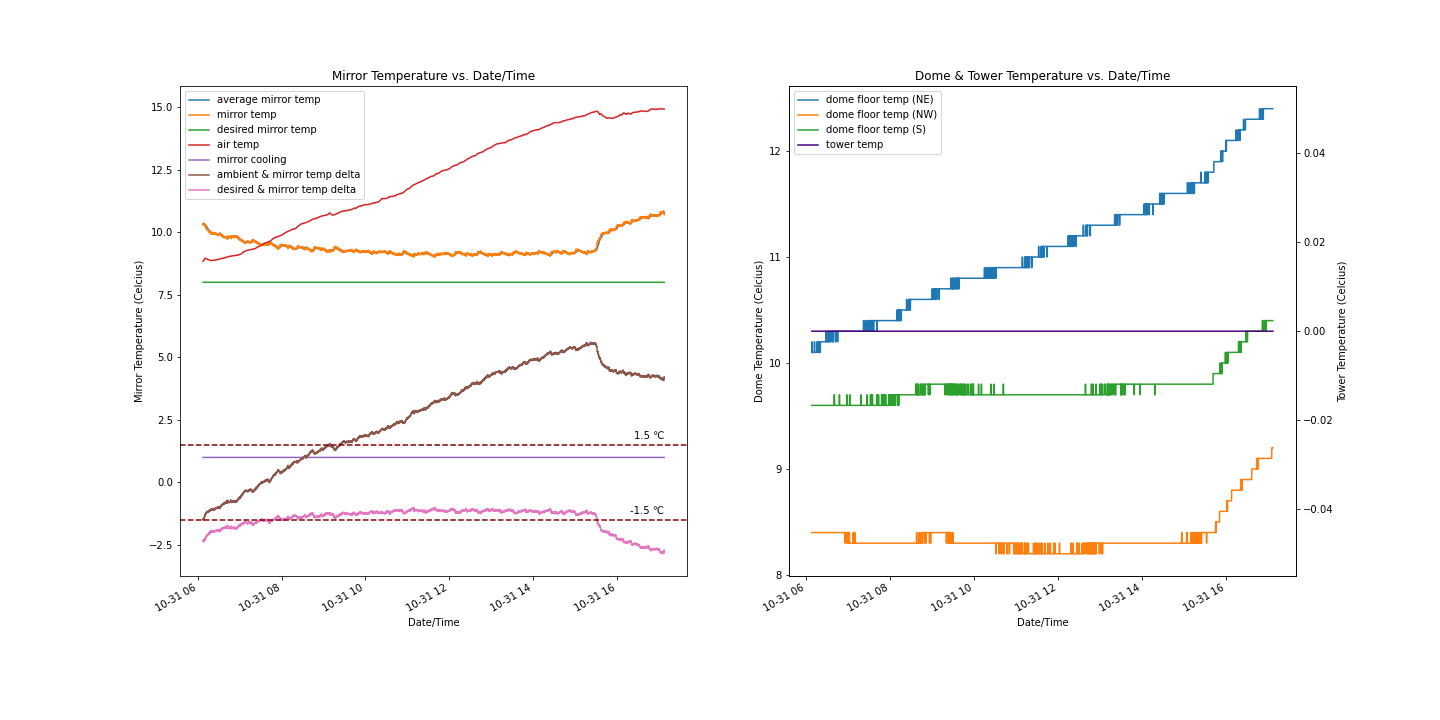 Mirror Temperature vs. Date/Time
average mirror temp
mirror temp
desired mirror temp
air temp
mirror cooling
ambient & mirror temp delta
desired & mirror temp delta
15.0
12.5
10.0
7.5
5.0
2.5
0.0
−2.5
Mirror Temperature (Celcius)
1.5 °C
-1.5 °C
10-31 06
10-31 08
10-31 10
10-31 12
10-31 14
10-31 16
Date/Time
Dome & Tower Temperature vs. Date/Time
dome floor temp (NE)
dome floor temp (NW)
dome floor temp (S)
tower temp
12
11
10
9
8
Dome Temperature (Celcius)
0.04
0.02
0.00
−0.02
−0.04
Tower Temperature (Celcius)
10-31 06
10-31 08
10-31 10
10-31 12
10-31 14
10-31 16
Date/Time